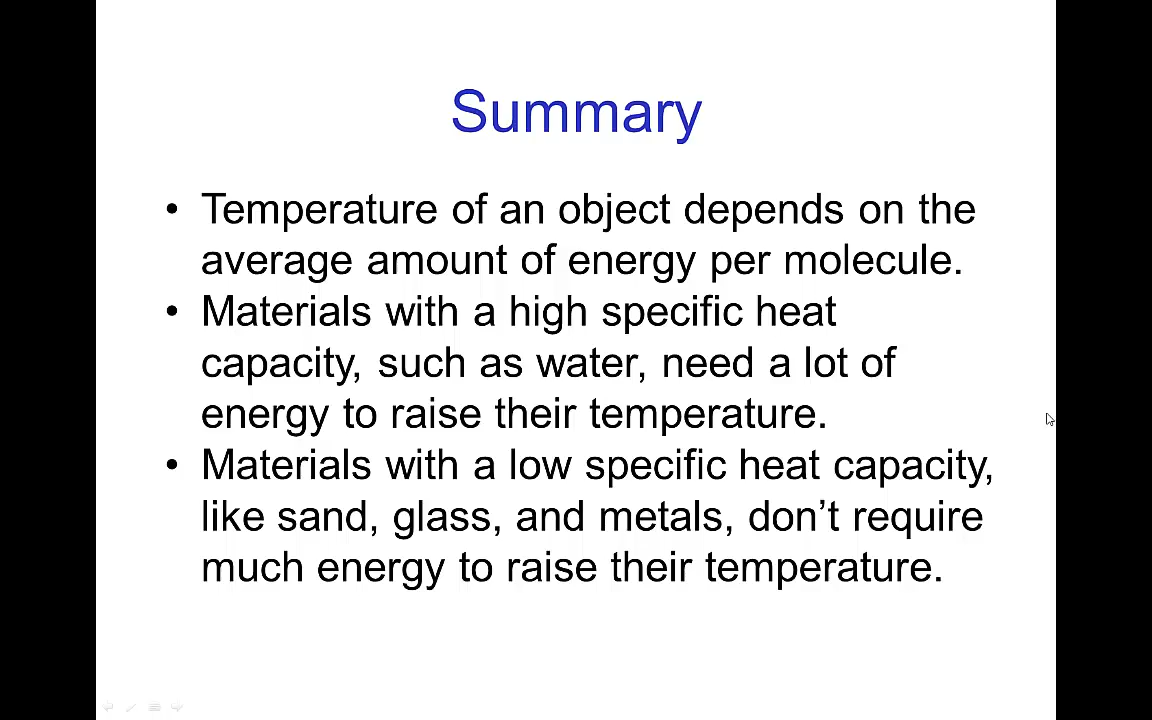 Summary
• Temperature of an object depends on the
average amount of energy per molecule.
• Materials with a high specific heat
capacity, such as water, need a lot of
energy to raise their temperature.
• Materials with a low specific heat capacity,
like sand, glass, and metals, don’t require
much energy to raise their temperature.